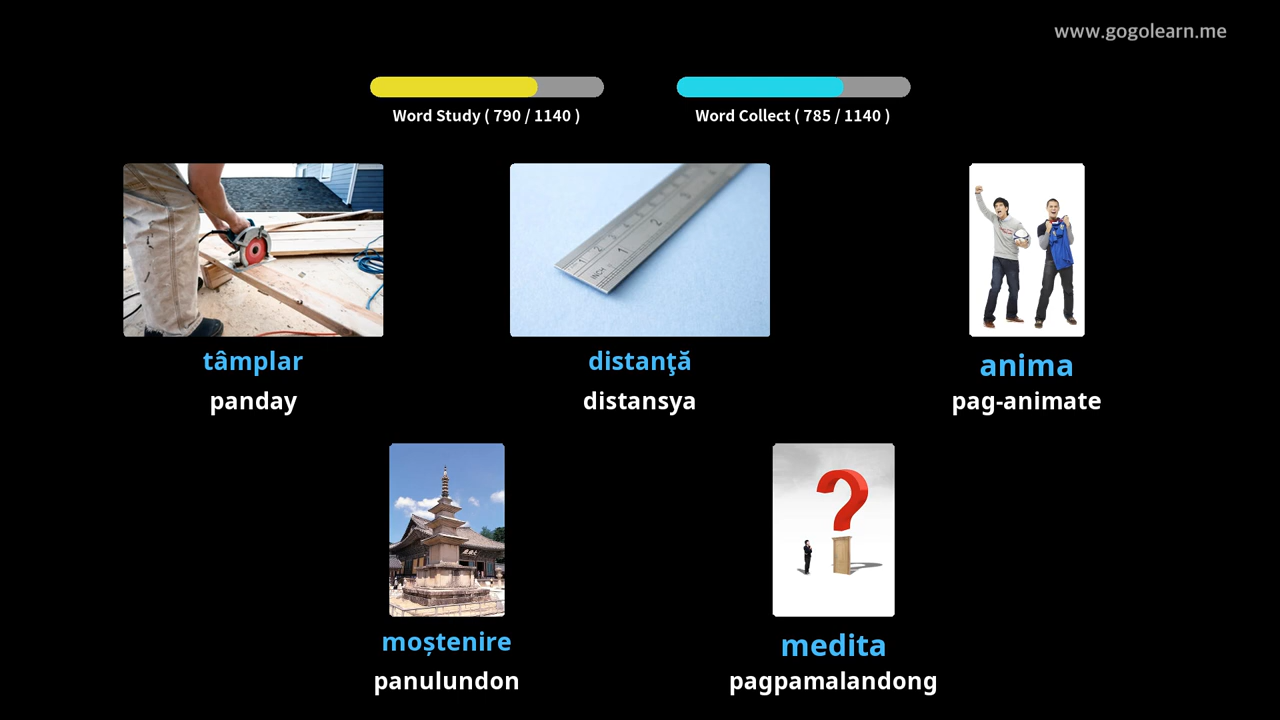 www.gogolearn.me
Word Study ( 790 / 1140 )
Word Collect ( 785 / 1140 )
tâmplar
panday
distanţă
distansya
anima
pag-animate
moștenire
panulundon
medita
pagpamalandong